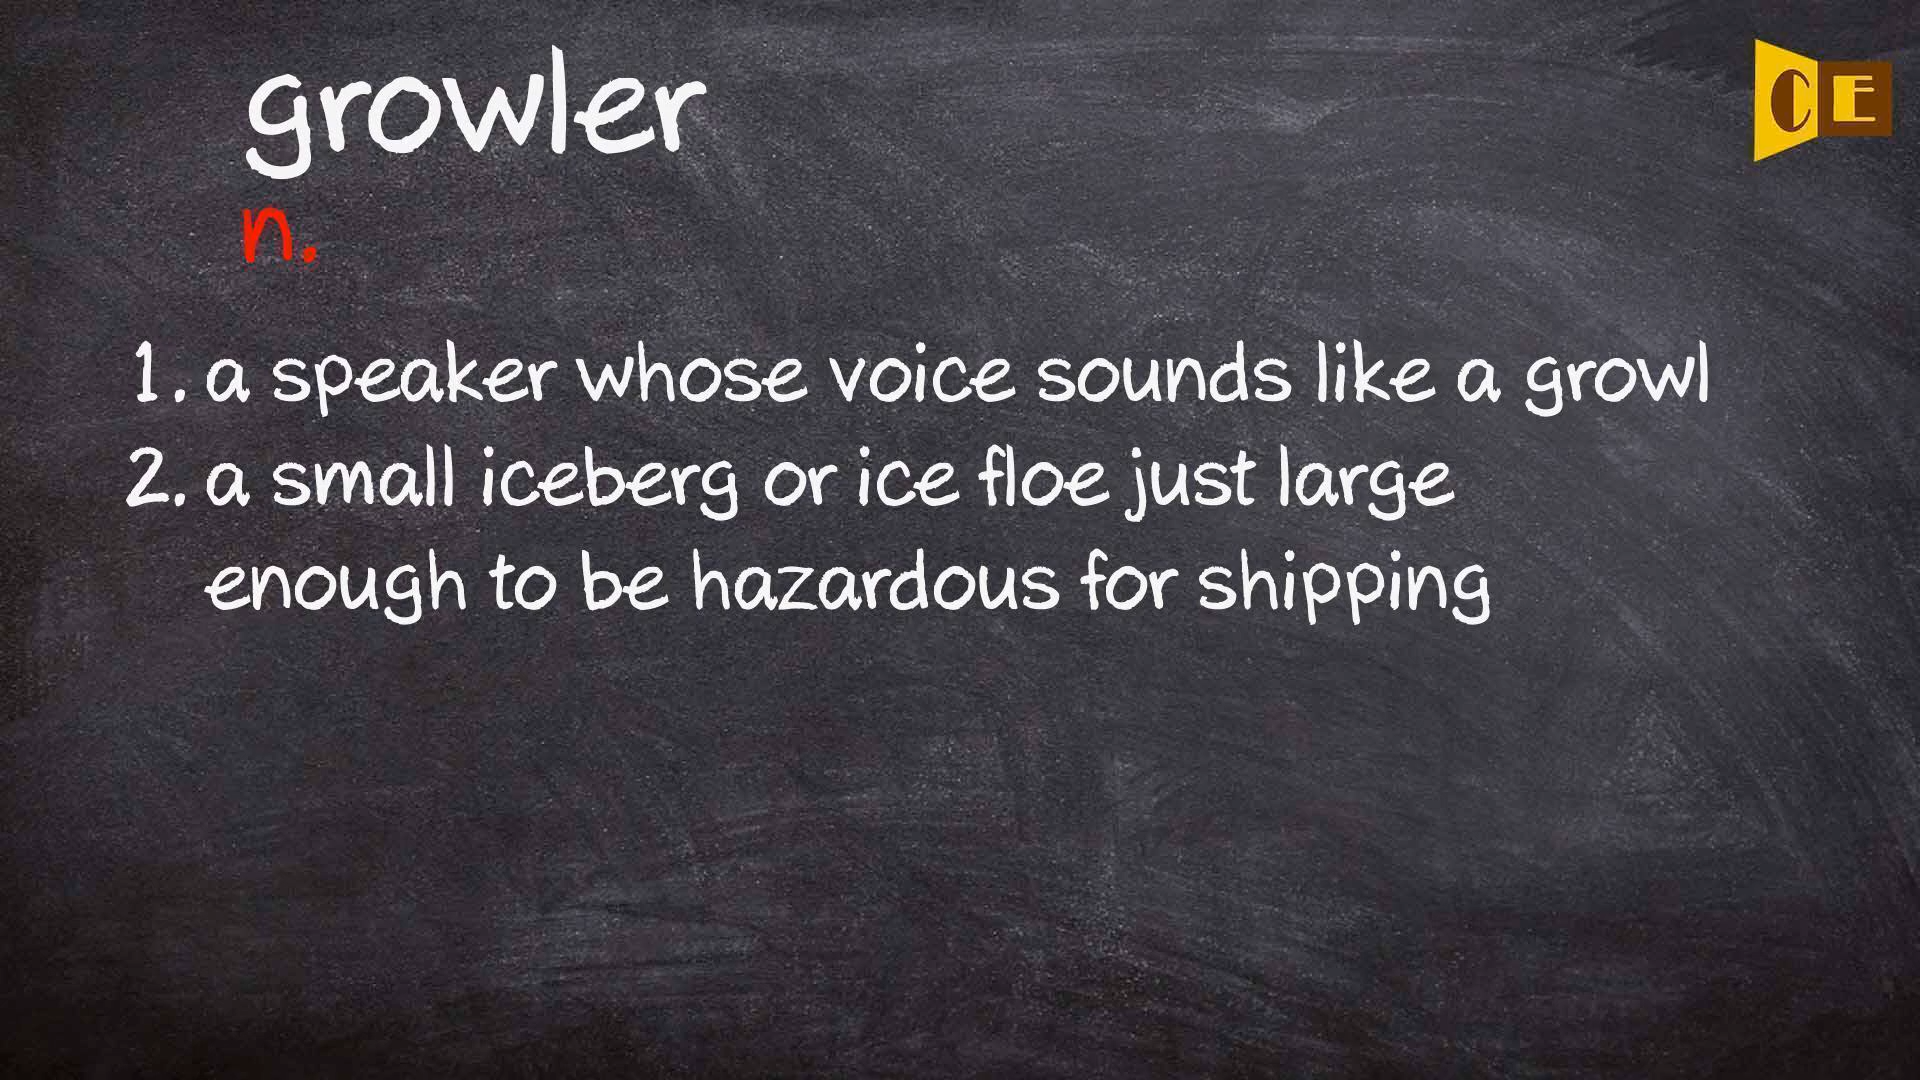 growler
CE
n.
1. a speaker whose voice sounds like a growl
2. a small iceberg or ice floe just large
enough to be hazardous for shipping